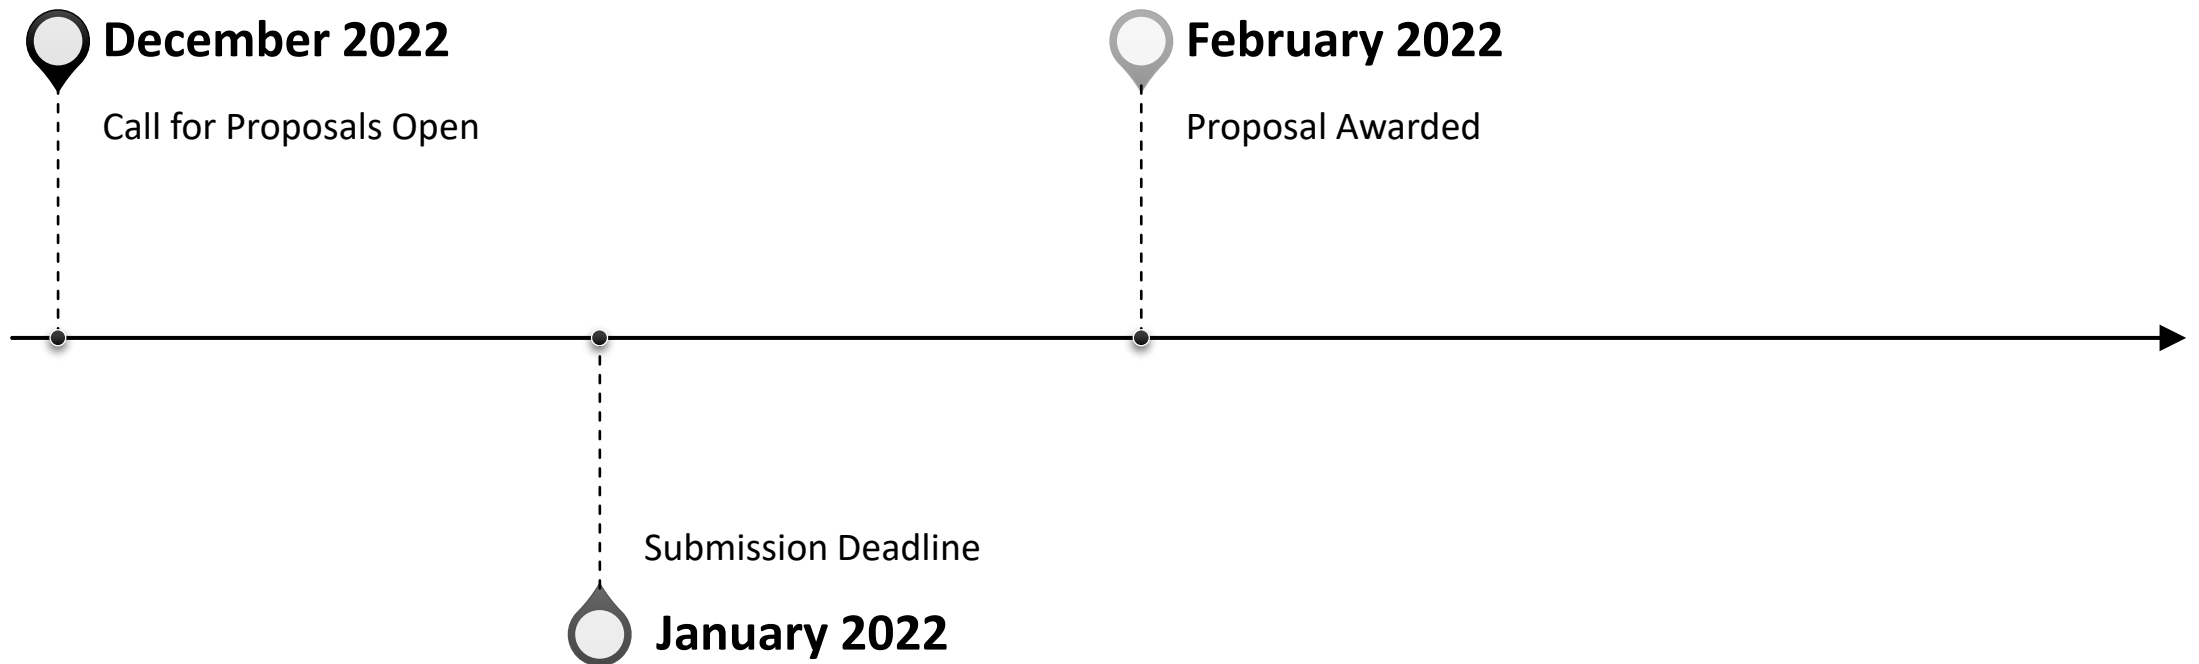 December 2022
Call for Proposals Open
Submission Deadline
January 2022
February 2022
Proposal Awarded